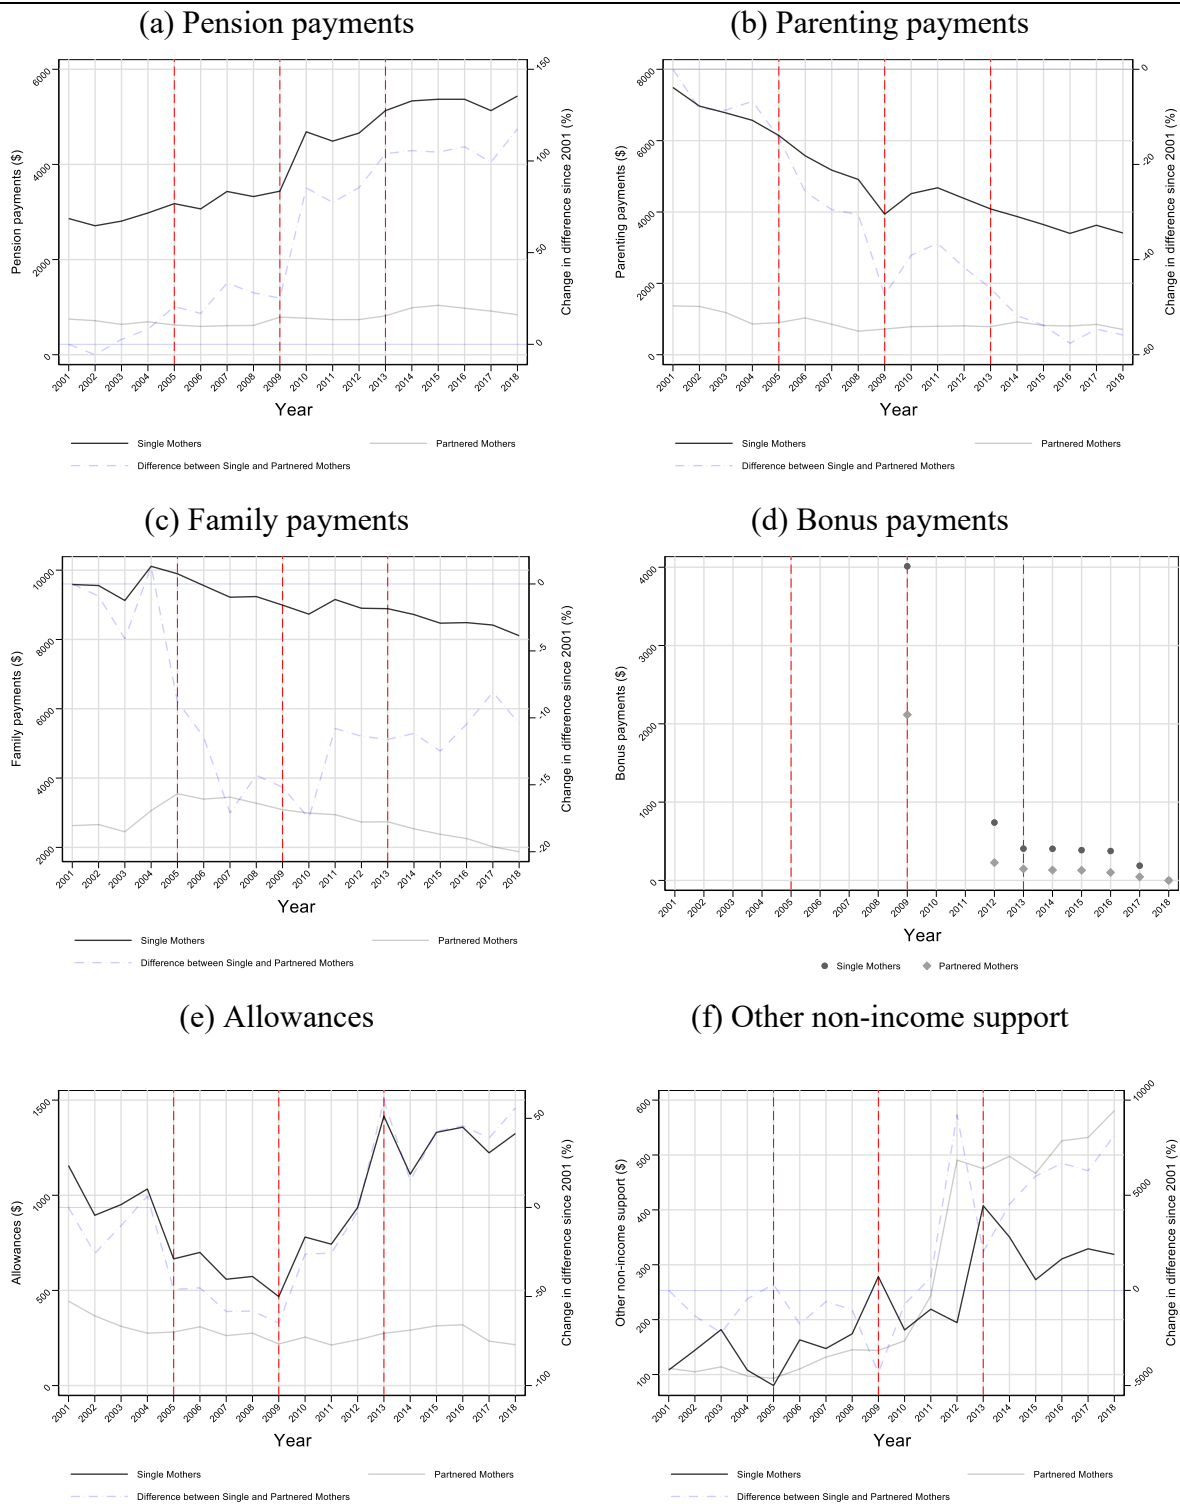 (a) Pension payments
(b) Parenting payments
6000
4000
2000
0
Pension payments ($)
150
100
50
0
Change in difference since 2001 (%)
2001 2002 2003 2004 2005 2006 2007 2008 2009 2010 2011 2012 2013 2014 2015 2016 2017 2018
Year
Single Mothers
Partnered Mothers
Difference between Single and Partnered Mothers
8000
6000
4000
2000
0
Parenting payments ($)
0
-20
-40
-60
Change in difference since 2001 (%)
2001 2002 2003 2004 2005 2006 2007 2008 2009 2010 2011 2012 2013 2014 2015 2016 2017 2018
Year
Single Mothers
Partnered Mothers
Difference between Single and Partnered Mothers
(c) Family payments
(d) Bonus payments
10000
8000
6000
4000
2000
Family payments ($)
0
-5
-10
-15
-20
Change in difference since 2001 (%)
2001 2002 2003 2004 2005 2006 2007 2008 2009 2010 2011 2012 2013 2014 2015 2016 2017 2018
Year
Single Mothers
Partnered Mothers
Difference between Single and Partnered Mothers
4000
3000
2000
1000
0
Bonus payments ($)
2001 2002 2003 2004 2005 2006 2007 2008 2009 2010 2011 2012 2013 2014 2015 2016 2017 2018
Year
Single Mothers
Partnered Mothers
(e) Allowances
(f) Other non-income support
1500
1000
500
0
Allowances ($)
50
0
-50
-100
Change in difference since 2001 (%)
2001 2002 2003 2004 2005 2006 2007 2008 2009 2010 2011 2012 2013 2014 2015 2016 2017 2018
Year
Single Mothers
Partnered Mothers
Difference between Single and Partnered Mothers
600
500
400
300
200
100
Other non-income support ($)
10000
5000
0
-5000
Change in difference since 2001 (%)
2001 2002 2003 2004 2005 2006 2007 2008 2009 2010 2011 2012 2013 2014 2015 2016 2017 2018
Year
Single Mothers
Partnered Mothers
Difference between Single and Partnered Mothers